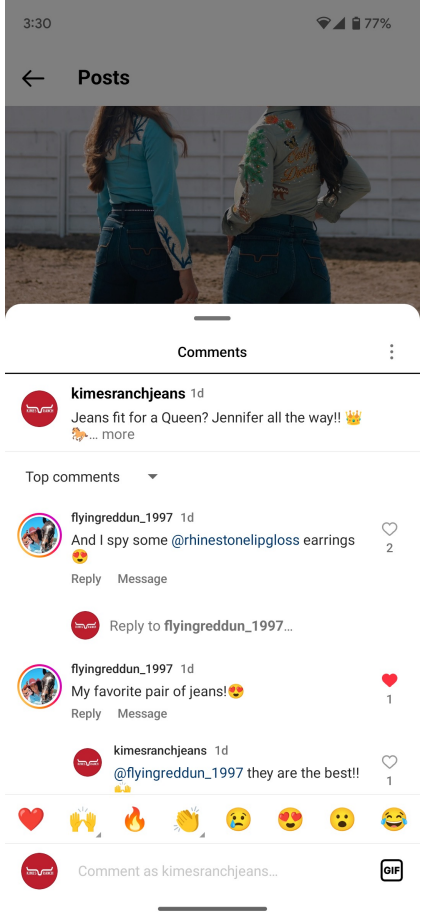 3:30
77%
Posts
Comments
kimesranchjeans 1d
Jeans fit for a Queen? Jennifer all the way!! 👑
🐎... more
Top comments
flyingreddun_1997 1d
And I spy some @rhinestonelipgloss earrings
😍
2
Reply Message
Reply to flyingreddun_1997...
flyingreddun_1997 1d
My favorite pair of jeans!😍
1
Reply Message
kimesranchjeans 1d
@flyingreddun_1997 they are the best!!
🙌
1
Comment as kimesranchjeans...
GIF